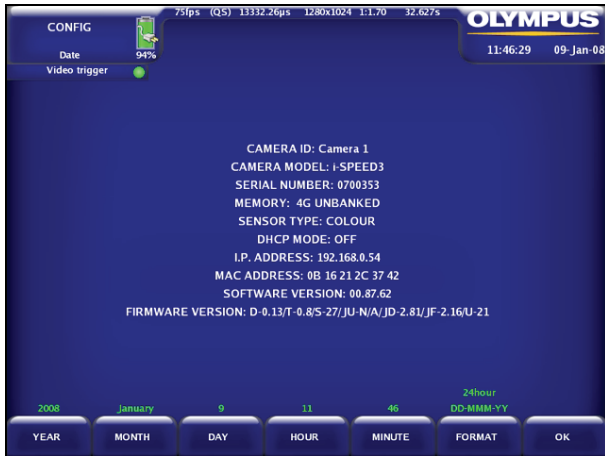 CONFIG
Date
94%
75fps (QS) 13332.26µs 1280x1024 1:1.70 32.627s
OLYMPUS
11:46:29 09-Jan-08
Video trigger
CAMERA ID: Camera 1
CAMERA MODEL: i-SPEED3
SERIAL NUMBER: 0700353
MEMORY: 4G UNBANKED
SENSOR TYPE: COLOUR
DHCP MODE: OFF
I.P. ADDRESS: 192.168.0.54
MAC ADDRESS: 0B 16 21 2C 37 42
SOFTWARE VERSION: 00.87.62
FIRMWARE VERSION: D-0.13/T-0.8/S-27/JU-N/A/JD-2.81/JF-2.16/U-21
24hour
2008 January 9 11 46 DD-MMM-YY
YEAR MONTH DAY HOUR MINUTE FORMAT OK